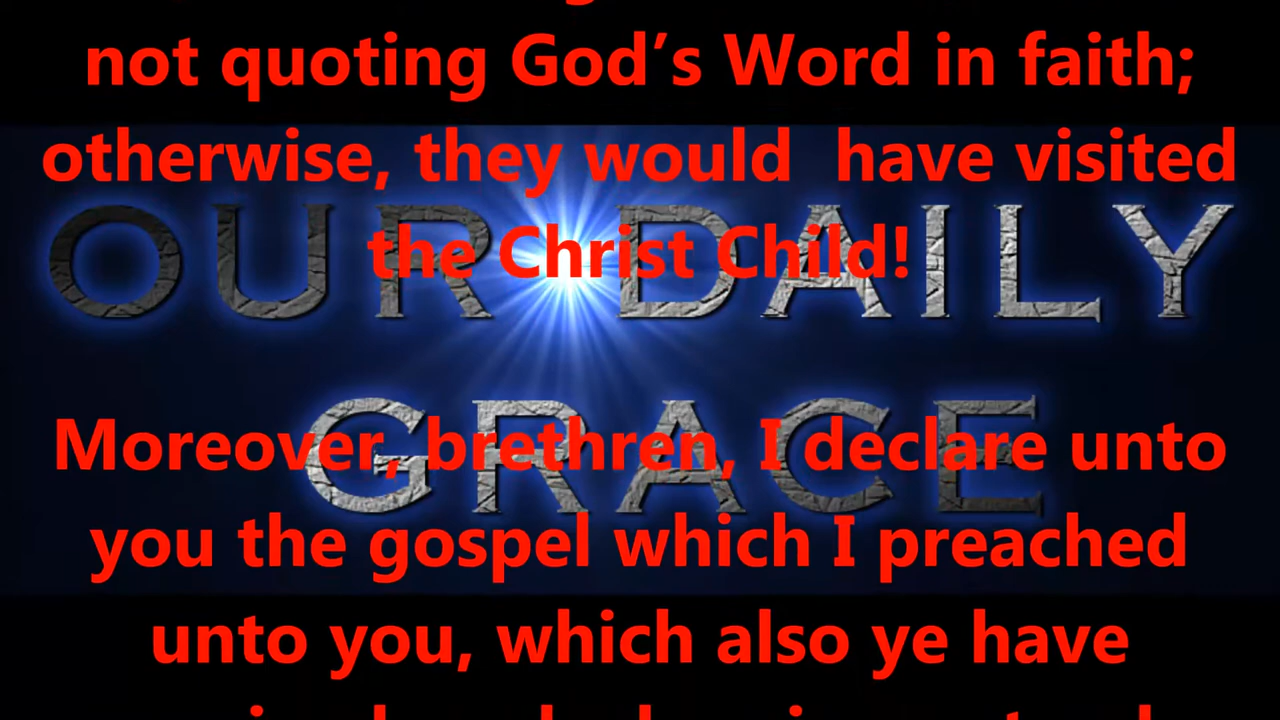 not quoting God’s Word in faith;
otherwise, they would  have visited
OUR DAILY
the Christ Child!
GRACE
Moreover, brethren, I declare unto
you the gospel which I preached
unto you, which also ye have